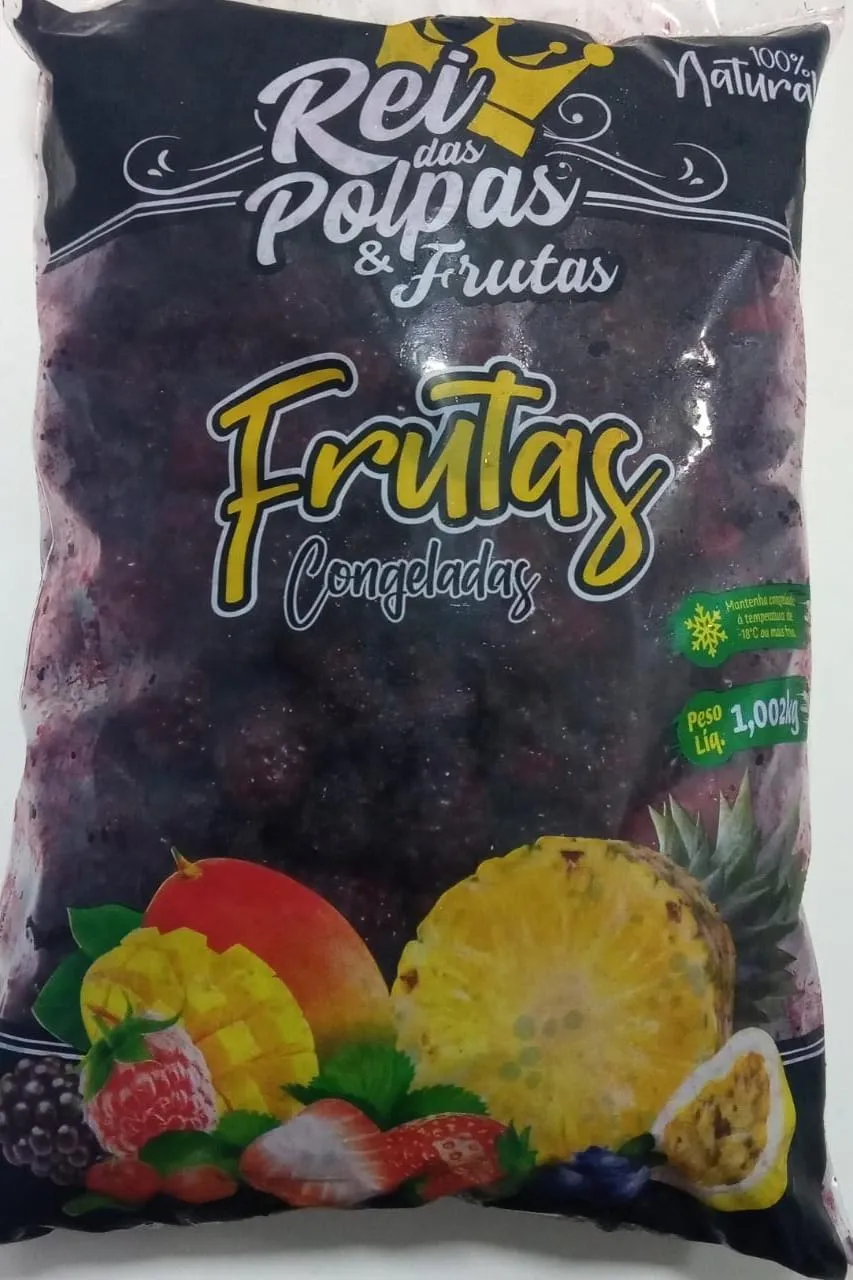 100%
Natural
Rei
das
Polpas
& Frutas
Frutas
Congeladas
Mantenha congelado
à temperatura de
-18°C ou mais frio.
Peso
Líq. 1,002kg